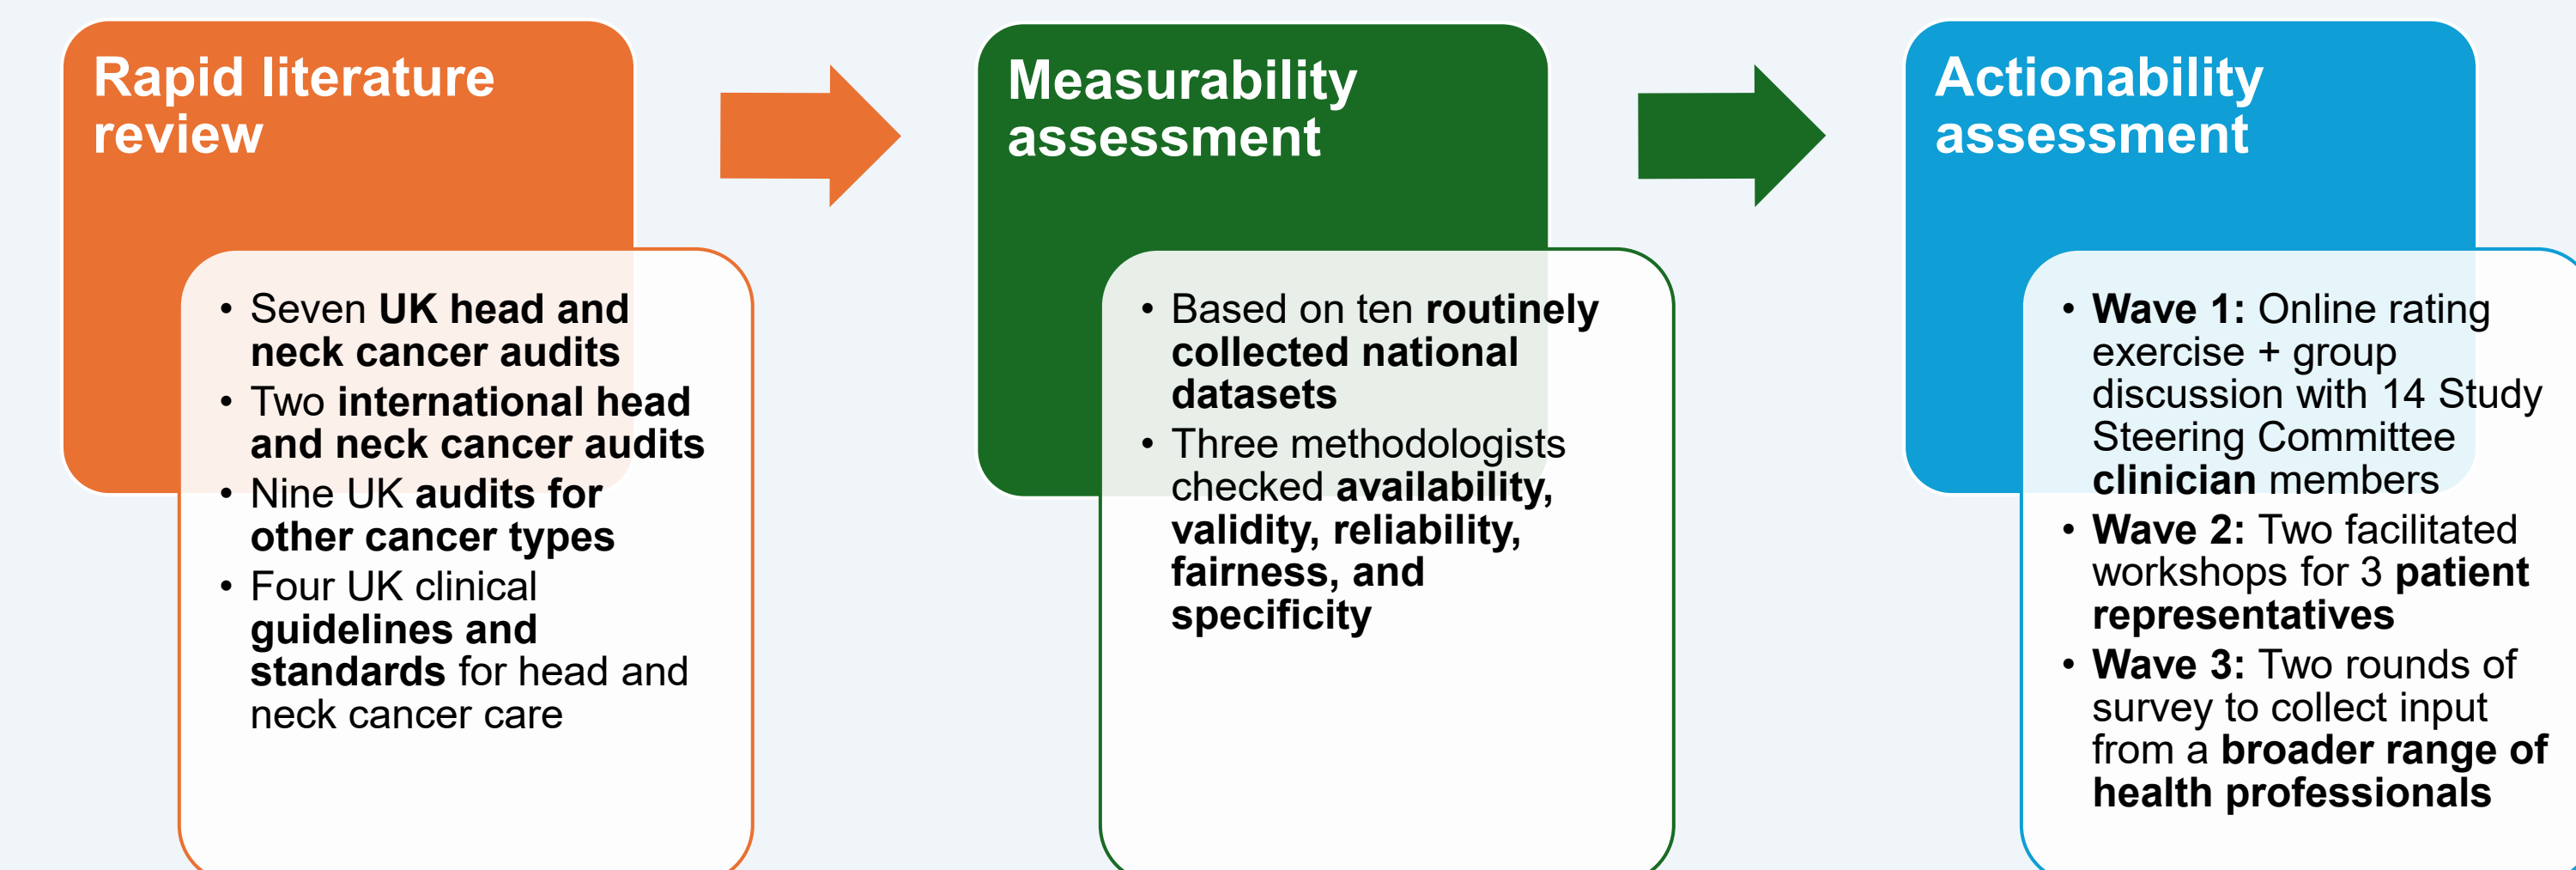 Rapid literature
review
• Seven UK head and
neck cancer audits
• Two international head
and neck cancer audits
• Nine UK audits for
other cancer types
• Four UK clinical
guidelines and
standards for head and
neck cancer care
Measurability
assessment
• Based on ten routinely
collected national
datasets
• Three methodologists
checked availability,
validity, reliability,
fairness, and
specificity
Actionability
assessment
• Wave 1: Online rating
exercise + group
discussion with 14 Study
Steering Committee
clinician members
• Wave 2: Two facilitated
workshops for 3 patient
representatives
• Wave 3: Two rounds of
survey to collect input
from a broader range of
health professionals